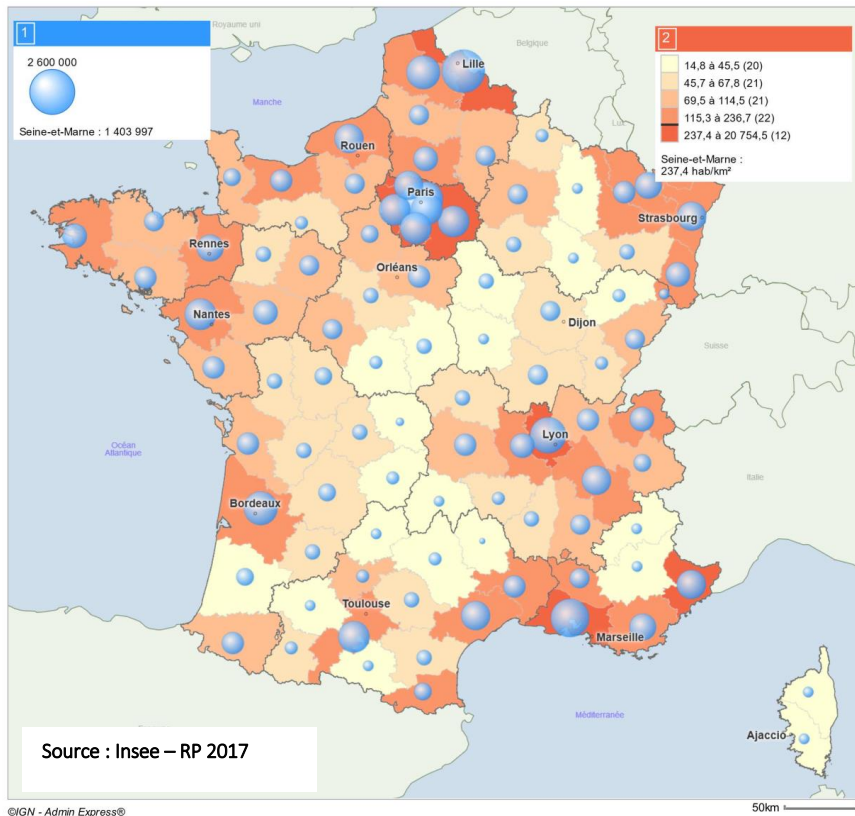 Royaume uni
1
2 600 000
Seine-et-Marne : 1 403 997
Belgique
Lille
2
14,8 à 45,5 (20)
45,7 à 67,8 (21)
69,5 à 114,5 (21)
115,3 à 236,7 (22)
237,4 à 20 754,5 (12)
Seine-et-Marne :
237,4 hab/km²
Manche
Lux
Rouen
Paris
Strasbourg
Rennes
Orléans
Nantes
Dijon
Suisse
Océan
Atlantique
Lyon
Italie
Bordeaux
Toulouse
Marseille
Méditerranée
Ajaccio
Source : Insee – RP 2017
©IGN - Admin Express®
50km